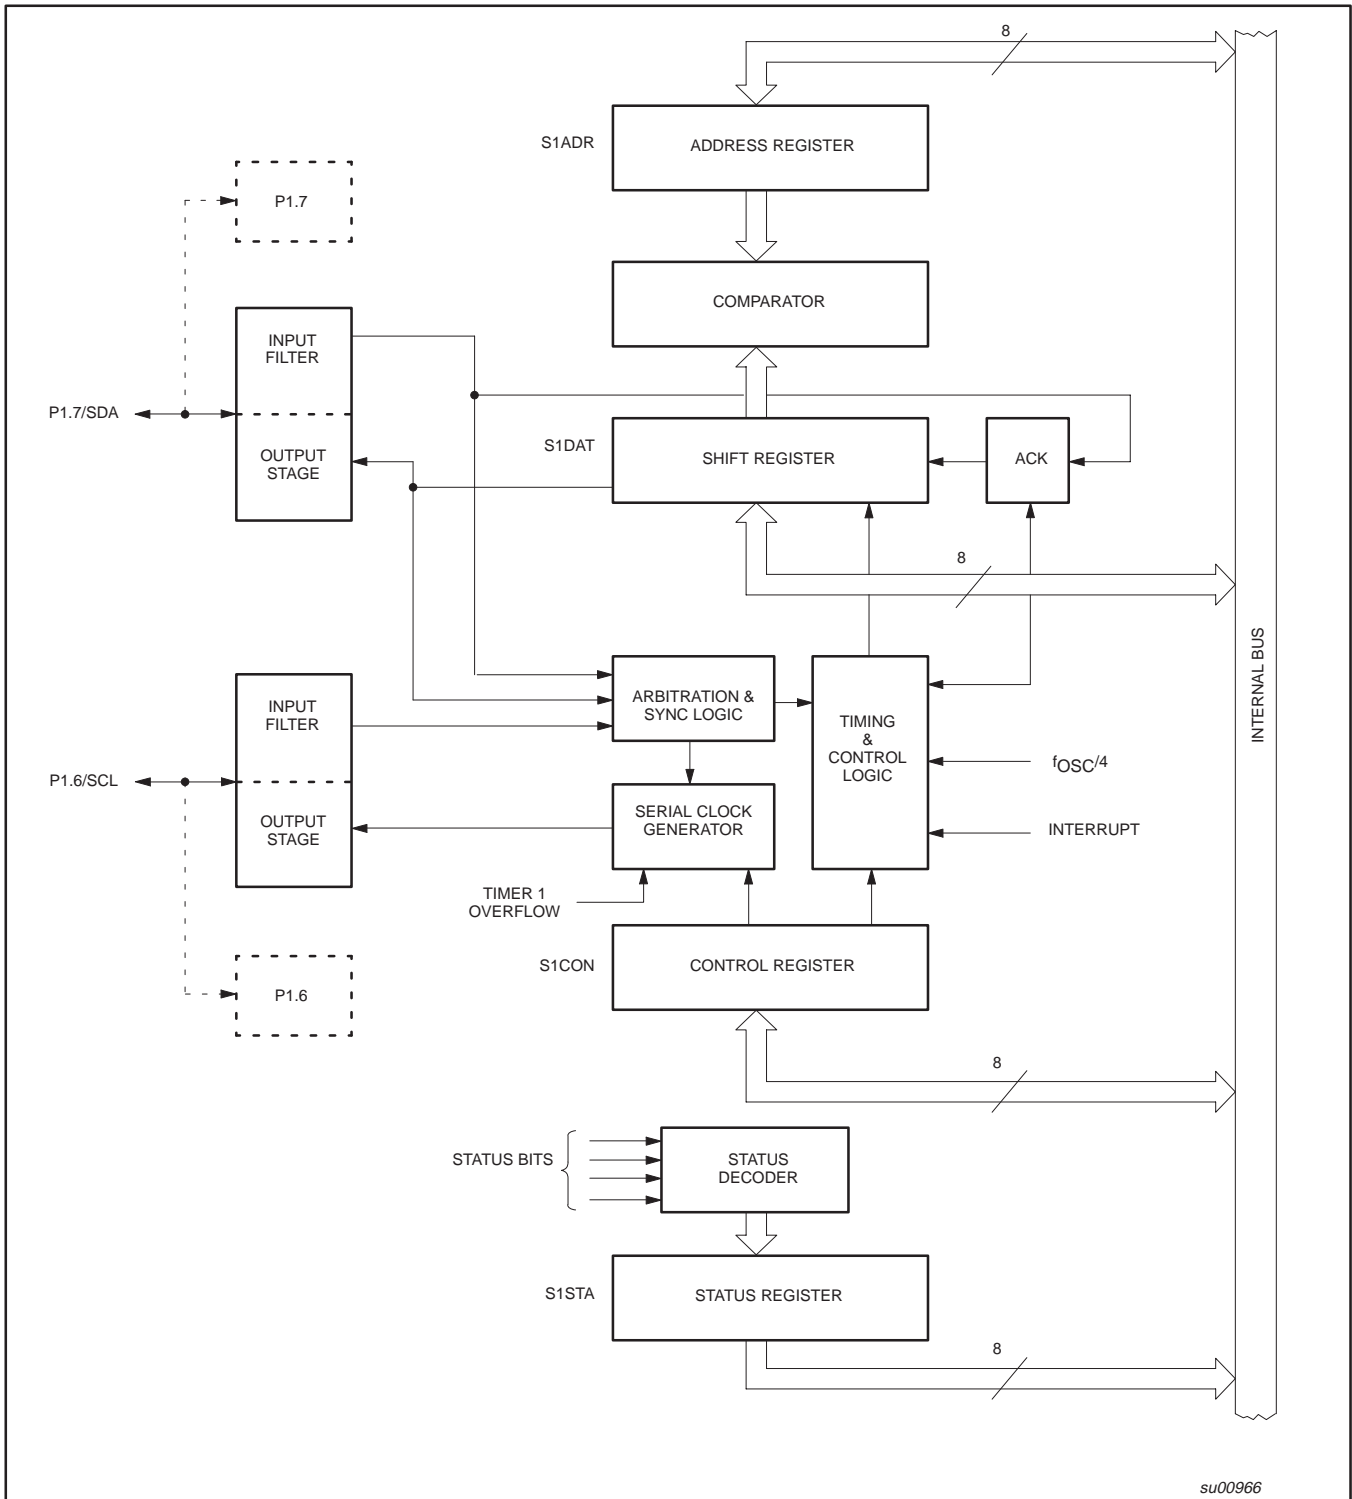 8
S1ADR
ADDRESS REGISTER
P1.7
COMPARATOR
INPUT
FILTER
P1.7/SDA
OUTPUT
STAGE
S1DAT
SHIFT REGISTER
ACK
8
INTERNAL BUS
INPUT
FILTER
ARBITRATION &
SYNC LOGIC
TIMING
&
CONTROL
LOGIC
fOSC/4
P1.6/SCL
OUTPUT
STAGE
SERIAL CLOCK
GENERATOR
INTERRUPT
TIMER 1
OVERFLOW
S1CON
CONTROL REGISTER
P1.6
8
STATUS BITS
STATUS
DECODER
S1STA
STATUS REGISTER
8
su00966